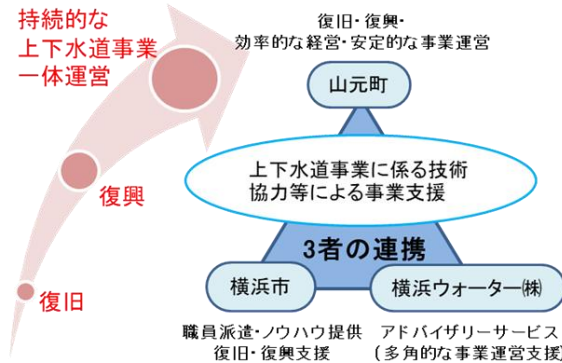 持続的な
上下水道事業
一体運営
復興
復旧
復旧・復興・
効率的な経営・安定的な事業運営
山元町
上下水道事業に係る技術
協力等による事業支援
3者の連携
横浜市
横浜ウォーター㈱
職員派遣・ノウハウ提供
復旧・復興支援
アドバイザリーサービス
(多角的な事業運営支援)